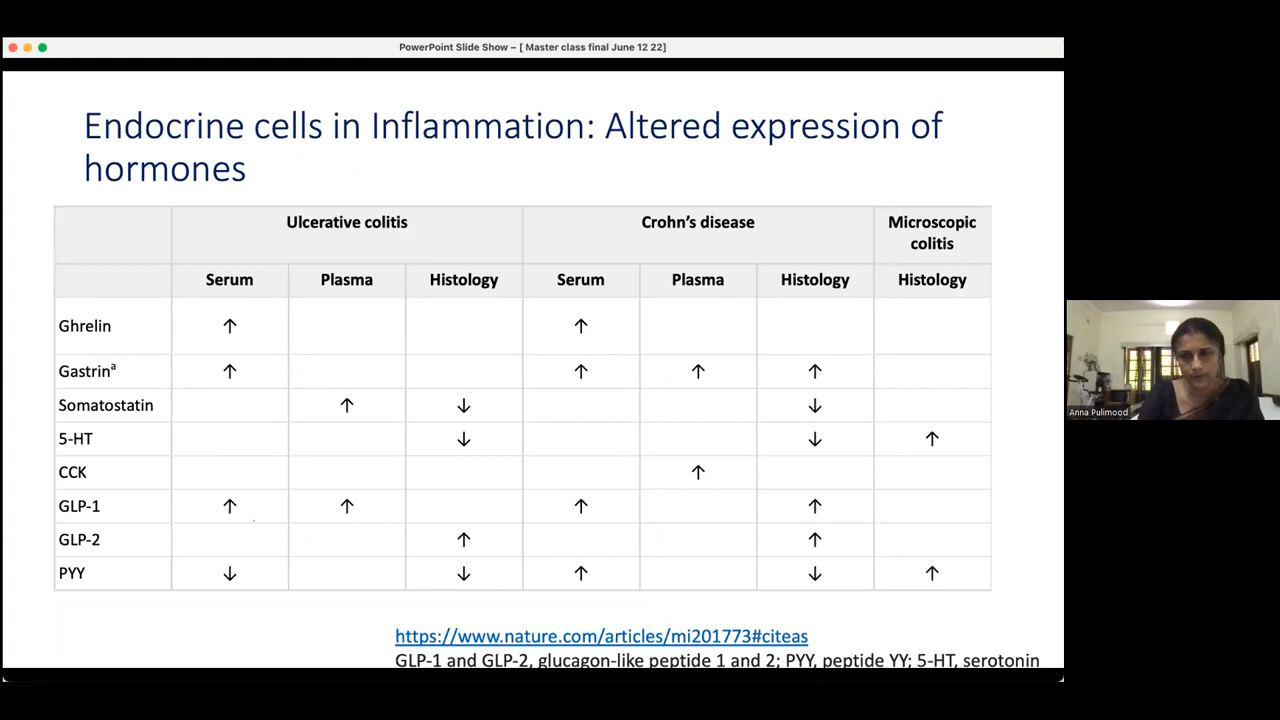 PowerPoint Slide Show – [ Master class final June 12 22]
Endocrine cells in Inflammation: Altered expression of
hormones
Ulcerative colitis Crohn’s disease Microscopic
colitis
Serum Plasma Histology Serum Plasma Histology Histology
Ghrelin ↑ ↑
Gastrinᵃ ↑ ↑ ↑ ↑
Somatostatin ↑ ↓ ↓
5-HT ↓ ↓ ↑
CCK ↑
GLP-1 ↑ ↑ ↑ ↑
GLP-2 ↑ ↑
PYY ↓ ↓ ↑ ↓ ↑
https://www.nature.com/articles/mi201773#citeas
GLP-1 and GLP-2, glucagon-like peptide 1 and 2; PYY, peptide YY; 5-HT, serotonin
Anna Pulimood